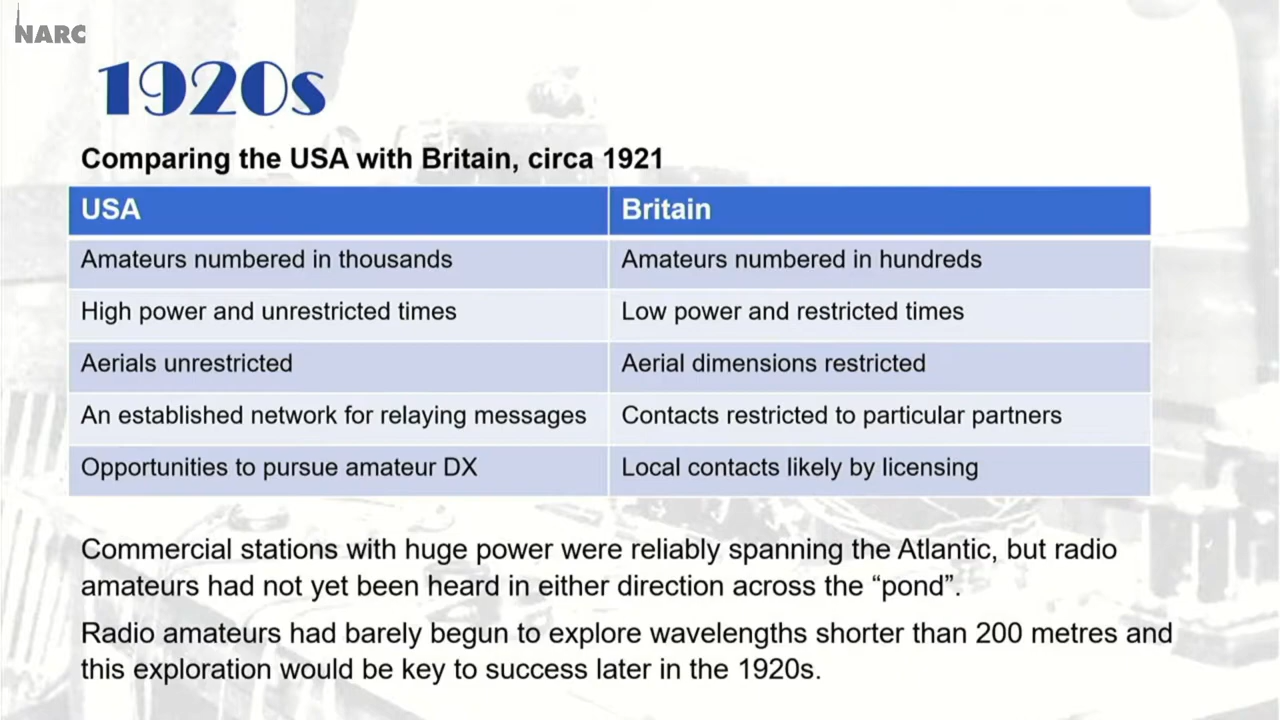 NARC
1920s
Comparing the USA with Britain, circa 1921
USA Britain
Amateurs numbered in thousands Amateurs numbered in hundreds
High power and unrestricted times Low power and restricted times
Aerials unrestricted Aerial dimensions restricted
An established network for relaying messages Contacts restricted to particular partners
Opportunities to pursue amateur DX Local contacts likely by licensing
Commercial stations with huge power were reliably spanning the Atlantic, but radio
amateurs had not yet been heard in either direction across the “pond”.
Radio amateurs had barely begun to explore wavelengths shorter than 200 metres and
this exploration would be key to success later in the 1920s.